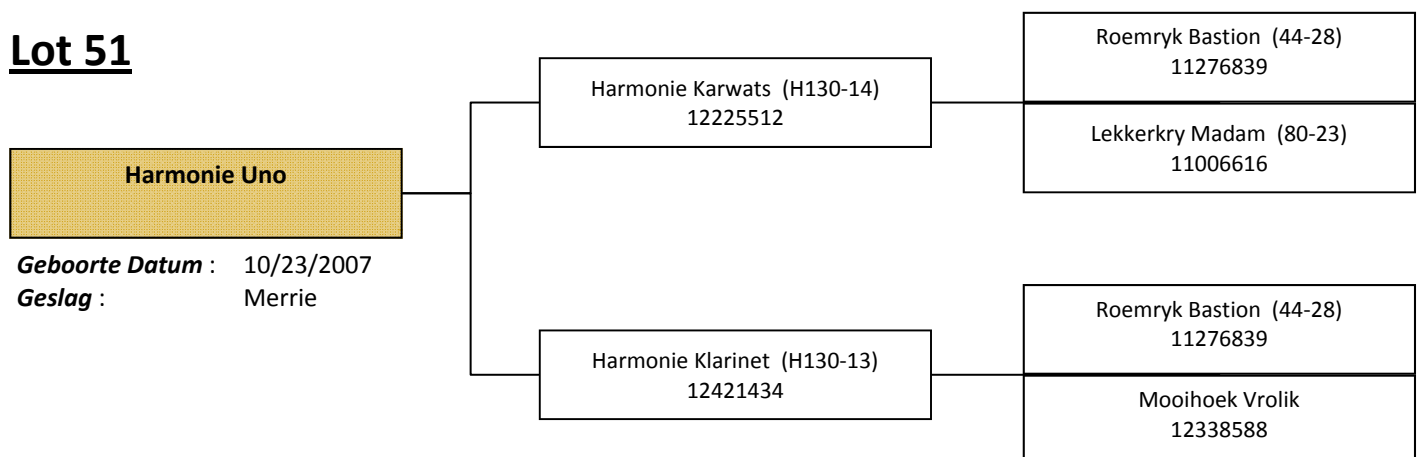 Lot 51
Harmonie Uno
Geboorte Datum : 10/23/2007
Geslag : Merrie
Harmonie Karwats (H130-14)
12225512
Roemryk Bastion (44-28)
11276839
Lekkerkry Madam (80-23)
11006616
Harmonie Klarinet (H130-13)
12421434
Roemryk Bastion (44-28)
11276839
Mooihoek Vrolik
12338588